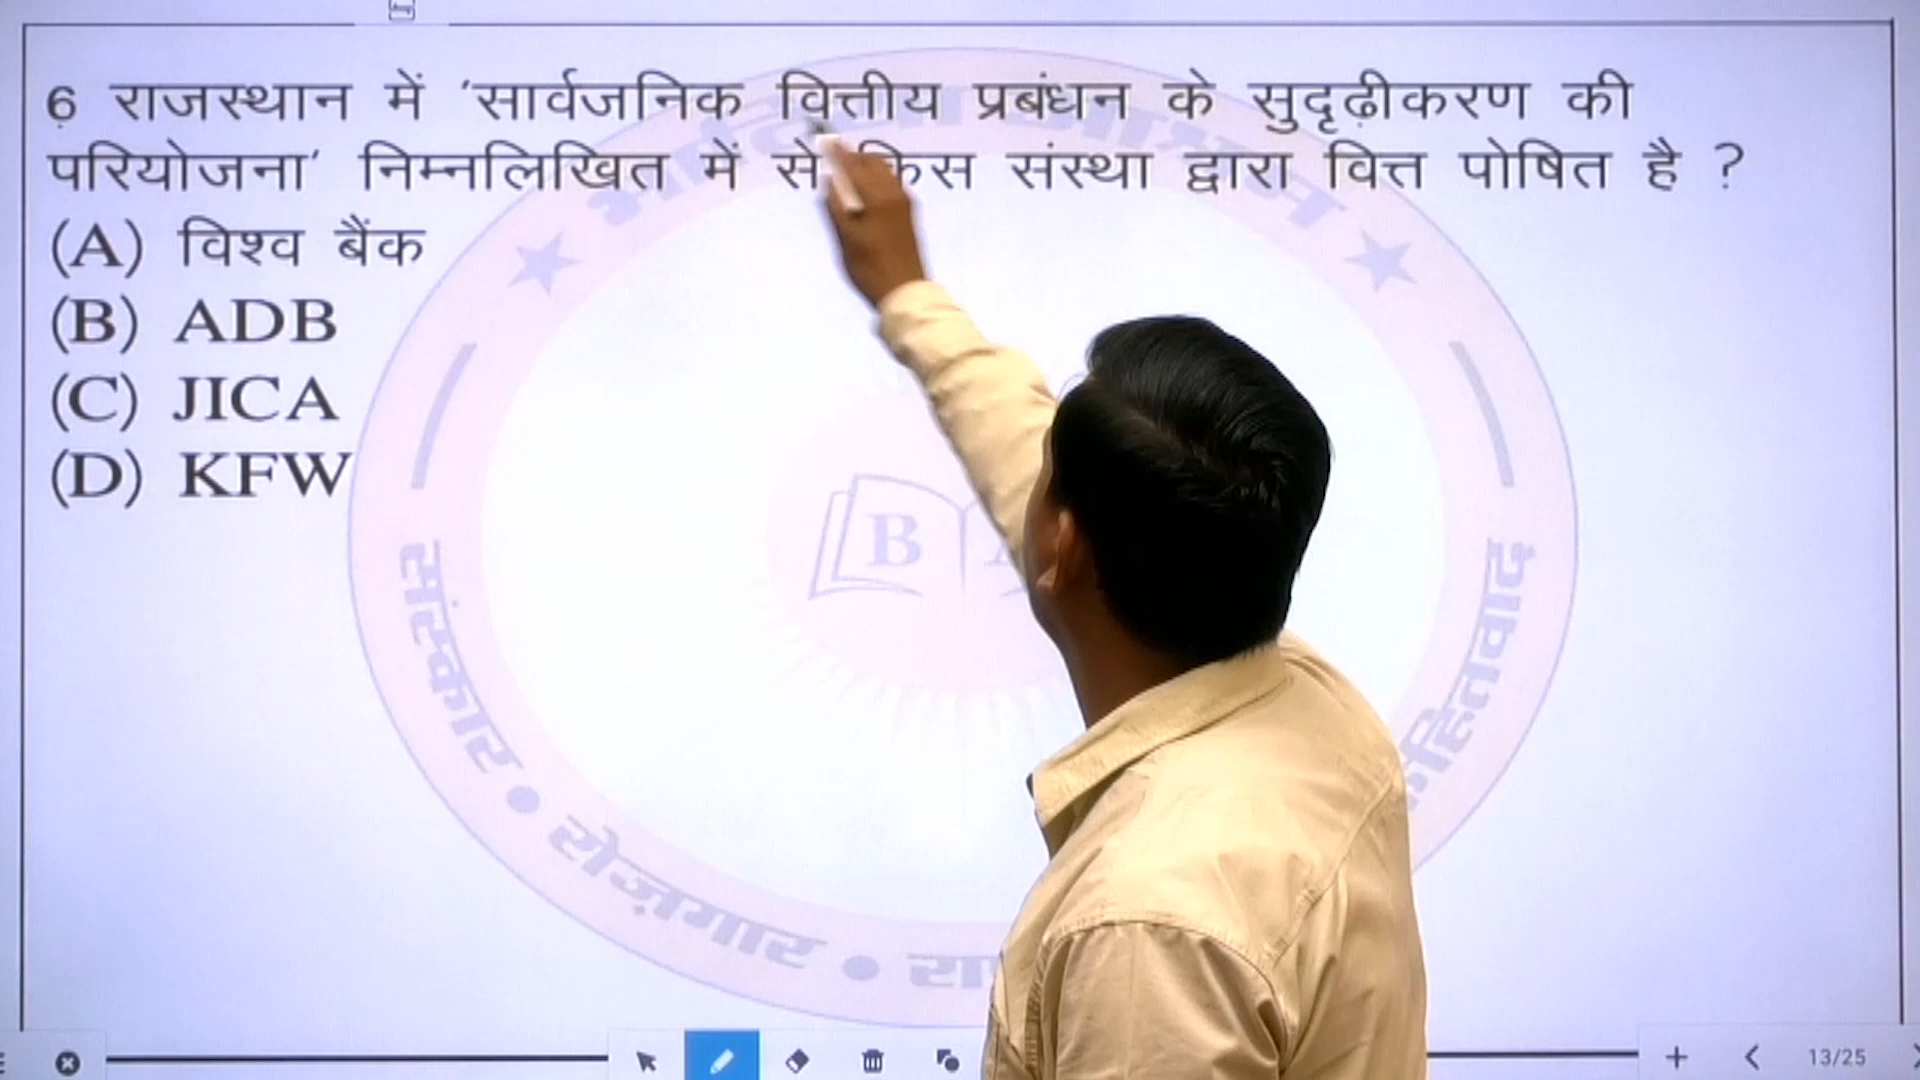 6 राजस्थान में 'सार्वजनिक वित्तीय प्रबंधन के सुदृढ़ीकरण की
परियोजना' निम्नलिखित में से किस संस्था द्वारा वित्त पोषित है ?
(A) विश्व बैंक
(B) ADB
(C) JICA
(D) KFW
B
संस्कार • रोज़गार •
13/25